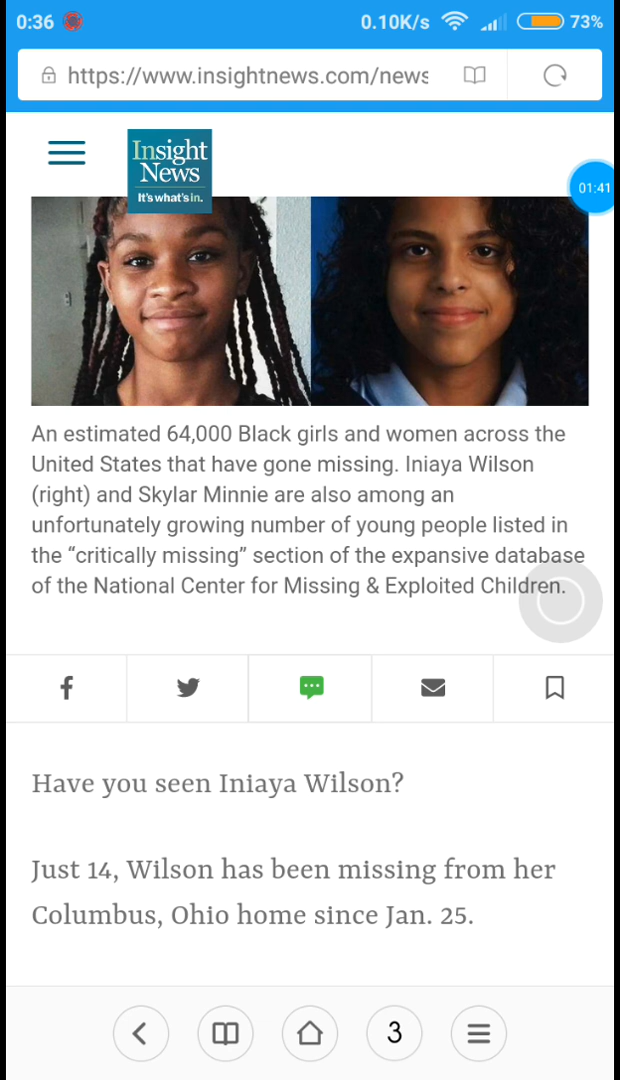 0:36
0.10K/s
73%
https://www.insightnews.com/news
Insight
News
It's what's in.
01:41
An estimated 64,000 Black girls and women across the
United States that have gone missing. Iniaya Wilson
(right) and Skylar Minnie are also among an
unfortunately growing number of young people listed in
the “critically missing” section of the expansive database
of the National Center for Missing & Exploited Children.
f
Have you seen Iniaya Wilson?
Just 14, Wilson has been missing from her
Columbus, Ohio home since Jan. 25.
3